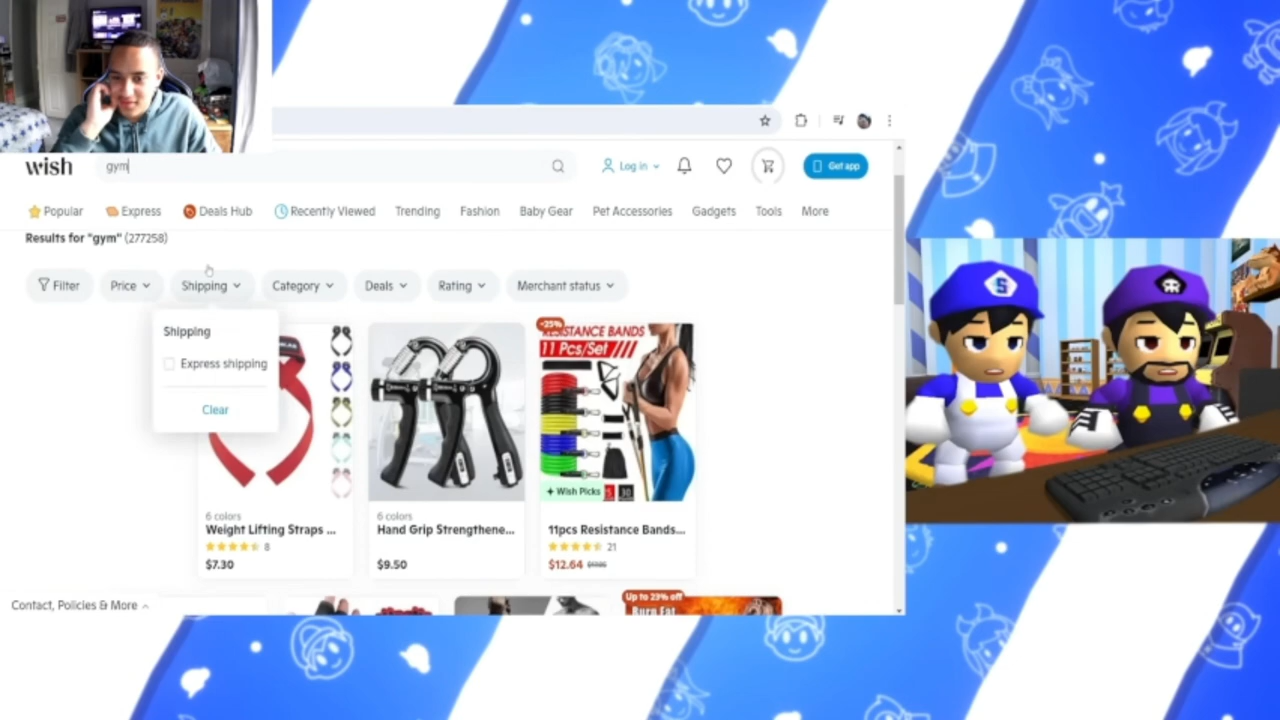 wish
gym
Log in
Get app
Popular
Express
Deals Hub
Recently Viewed
Trending
Fashion
Baby Gear
Pet Accessories
Gadgets
Tools
More
Results for "gym" (277258)
Filter
Price
Shipping
Category
Deals
Rating
Merchant status
Shipping
Express shipping
Clear
6 colors
Weight Lifting Straps ...
8
$7.30
6 colors
Hand Grip Strengthene...
$9.50
-25%
STANCE BANDS
11 Pcs/Set
Wish Picks
30
11pcs Resistance Bands...
21
$12.64
Contact, Policies & More
Up to 23% off
Burn Fat
S